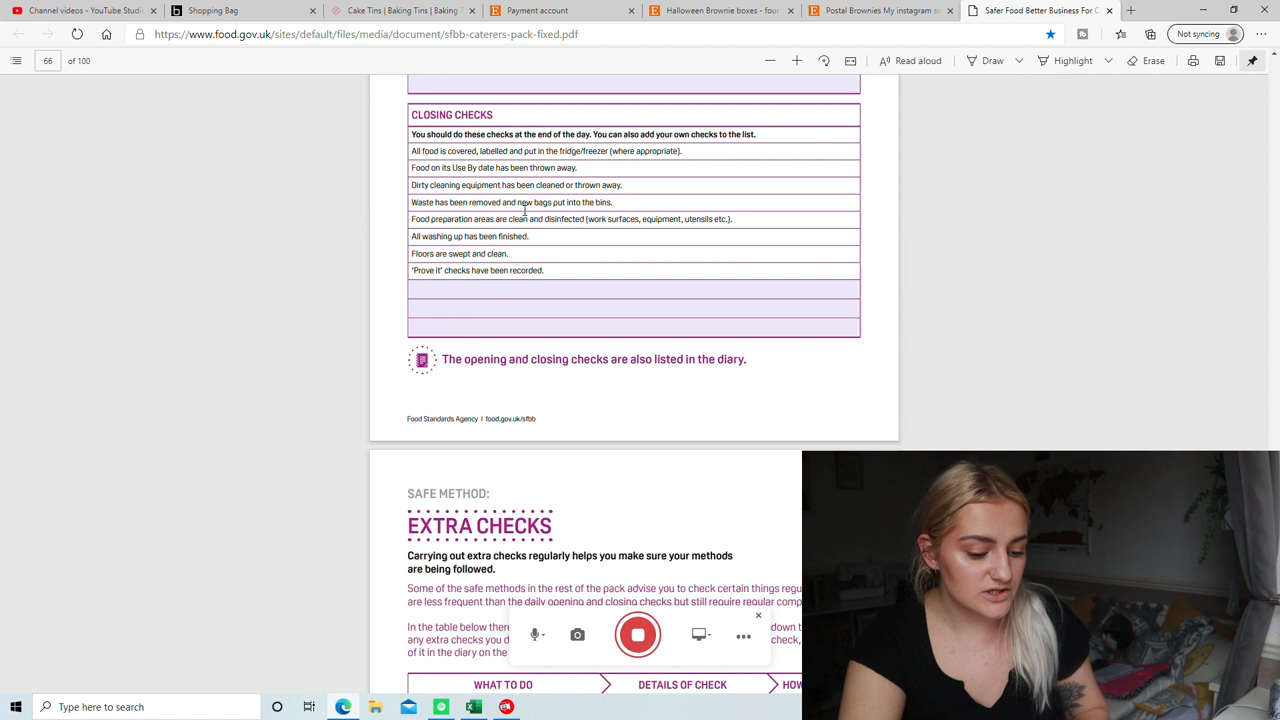 Channel videos - YouTube Studi
Shopping Bag
Cake Tins | Baking Tins | Baking T
Payment account
Halloween Brownie boxes - four
Postal Brownies My instagram s
Safer Food Better Business For C
https://www.food.gov.uk/sites/default/files/media/document/sfbb-caterers-pack-fixed.pdf
Not syncing
66 of 100
Read aloud
Draw
Highlight
Erase
CLOSING CHECKS
You should do these checks at the end of the day. You can also add your own checks to the list.
All food is covered, labelled and put in the fridge/freezer (where appropriate).
Food on its Use By date has been thrown away.
Dirty cleaning equipment has been cleaned or thrown away.
Waste has been removed and new bags put into the bins.
Food preparation areas are clean and disinfected (work surfaces, equipment, utensils etc.).
All washing up has been finished.
Floors are swept and clean.
'Prove it' checks have been recorded.
The opening and closing checks are also listed in the diary.
Food Standards Agency | food.gov.uk/sfbb
SAFE METHOD:
EXTRA CHECKS
Carrying out extra checks regularly helps you make sure your methods
are being followed.
Some of the safe methods in the rest of the pack advise you to check certain things regu
are less frequent than the daily opening and closing checks but still require regular comp
In the table below there down t
any extra checks you d check,
of it in the diary on the
WHAT TO DO
DETAILS OF CHECK
HOW
Type here to search